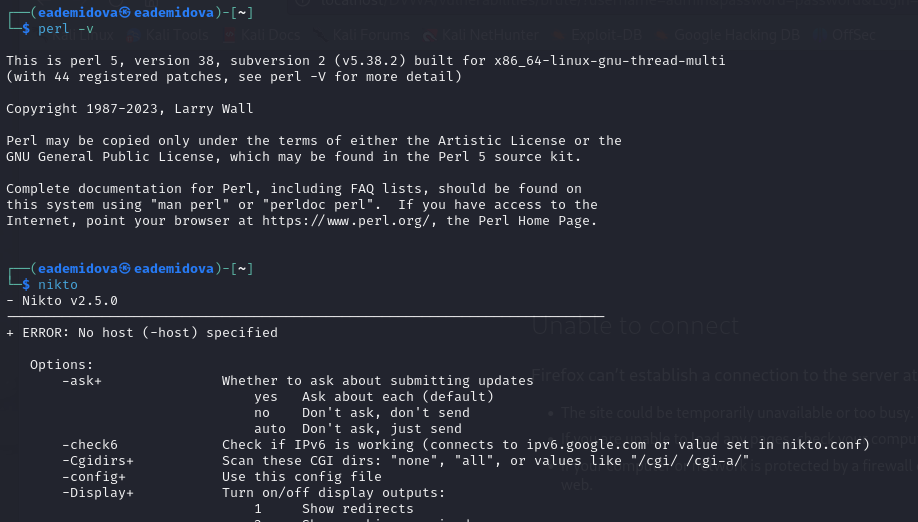 ┌──(eademidova㉿eademidova)-[~]
└─$ perl -v
This is perl 5, version 38, subversion 2 (v5.38.2) built for x86_64-linux-gnu-thread-multi
(with 44 registered patches, see perl -V for more detail)
Copyright 1987-2023, Larry Wall
Perl may be copied only under the terms of either the Artistic License or the
GNU General Public License, which may be found in the Perl 5 source kit.
Complete documentation for Perl, including FAQ lists, should be found on
this system using "man perl" or "perldoc perl".  If you have access to the
Internet, point your browser at https://www.perl.org/, the Perl Home Page.
┌──(eademidova㉿eademidova)-[~]
└─$ nikto
- Nikto v2.5.0
+ ERROR: No host (-host) specified
Options:
-ask+ Whether to ask about submitting updates
yes Ask about each (default)
no Don't ask, don't send
auto Don't ask, just send
-check6 Check if IPv6 is working (connects to ipv6.google.com or value set in nikto.conf)
-Cgidirs+ Scan these CGI dirs: "none", "all", or values like "/cgi/ /cgi-a/"
-config+ Use this config file
-Display+ Turn on/off display outputs:
1 Show redirects
Kali Linux Kali Tools Kali Docs Kali Forums Kali NetHunter Exploit-DB Google Hacking DB OffSec
Unable to connect
Firefox can't establish a connection to the server at
The site could be temporarily unavailable or too busy.
is protected by a firewall
web.